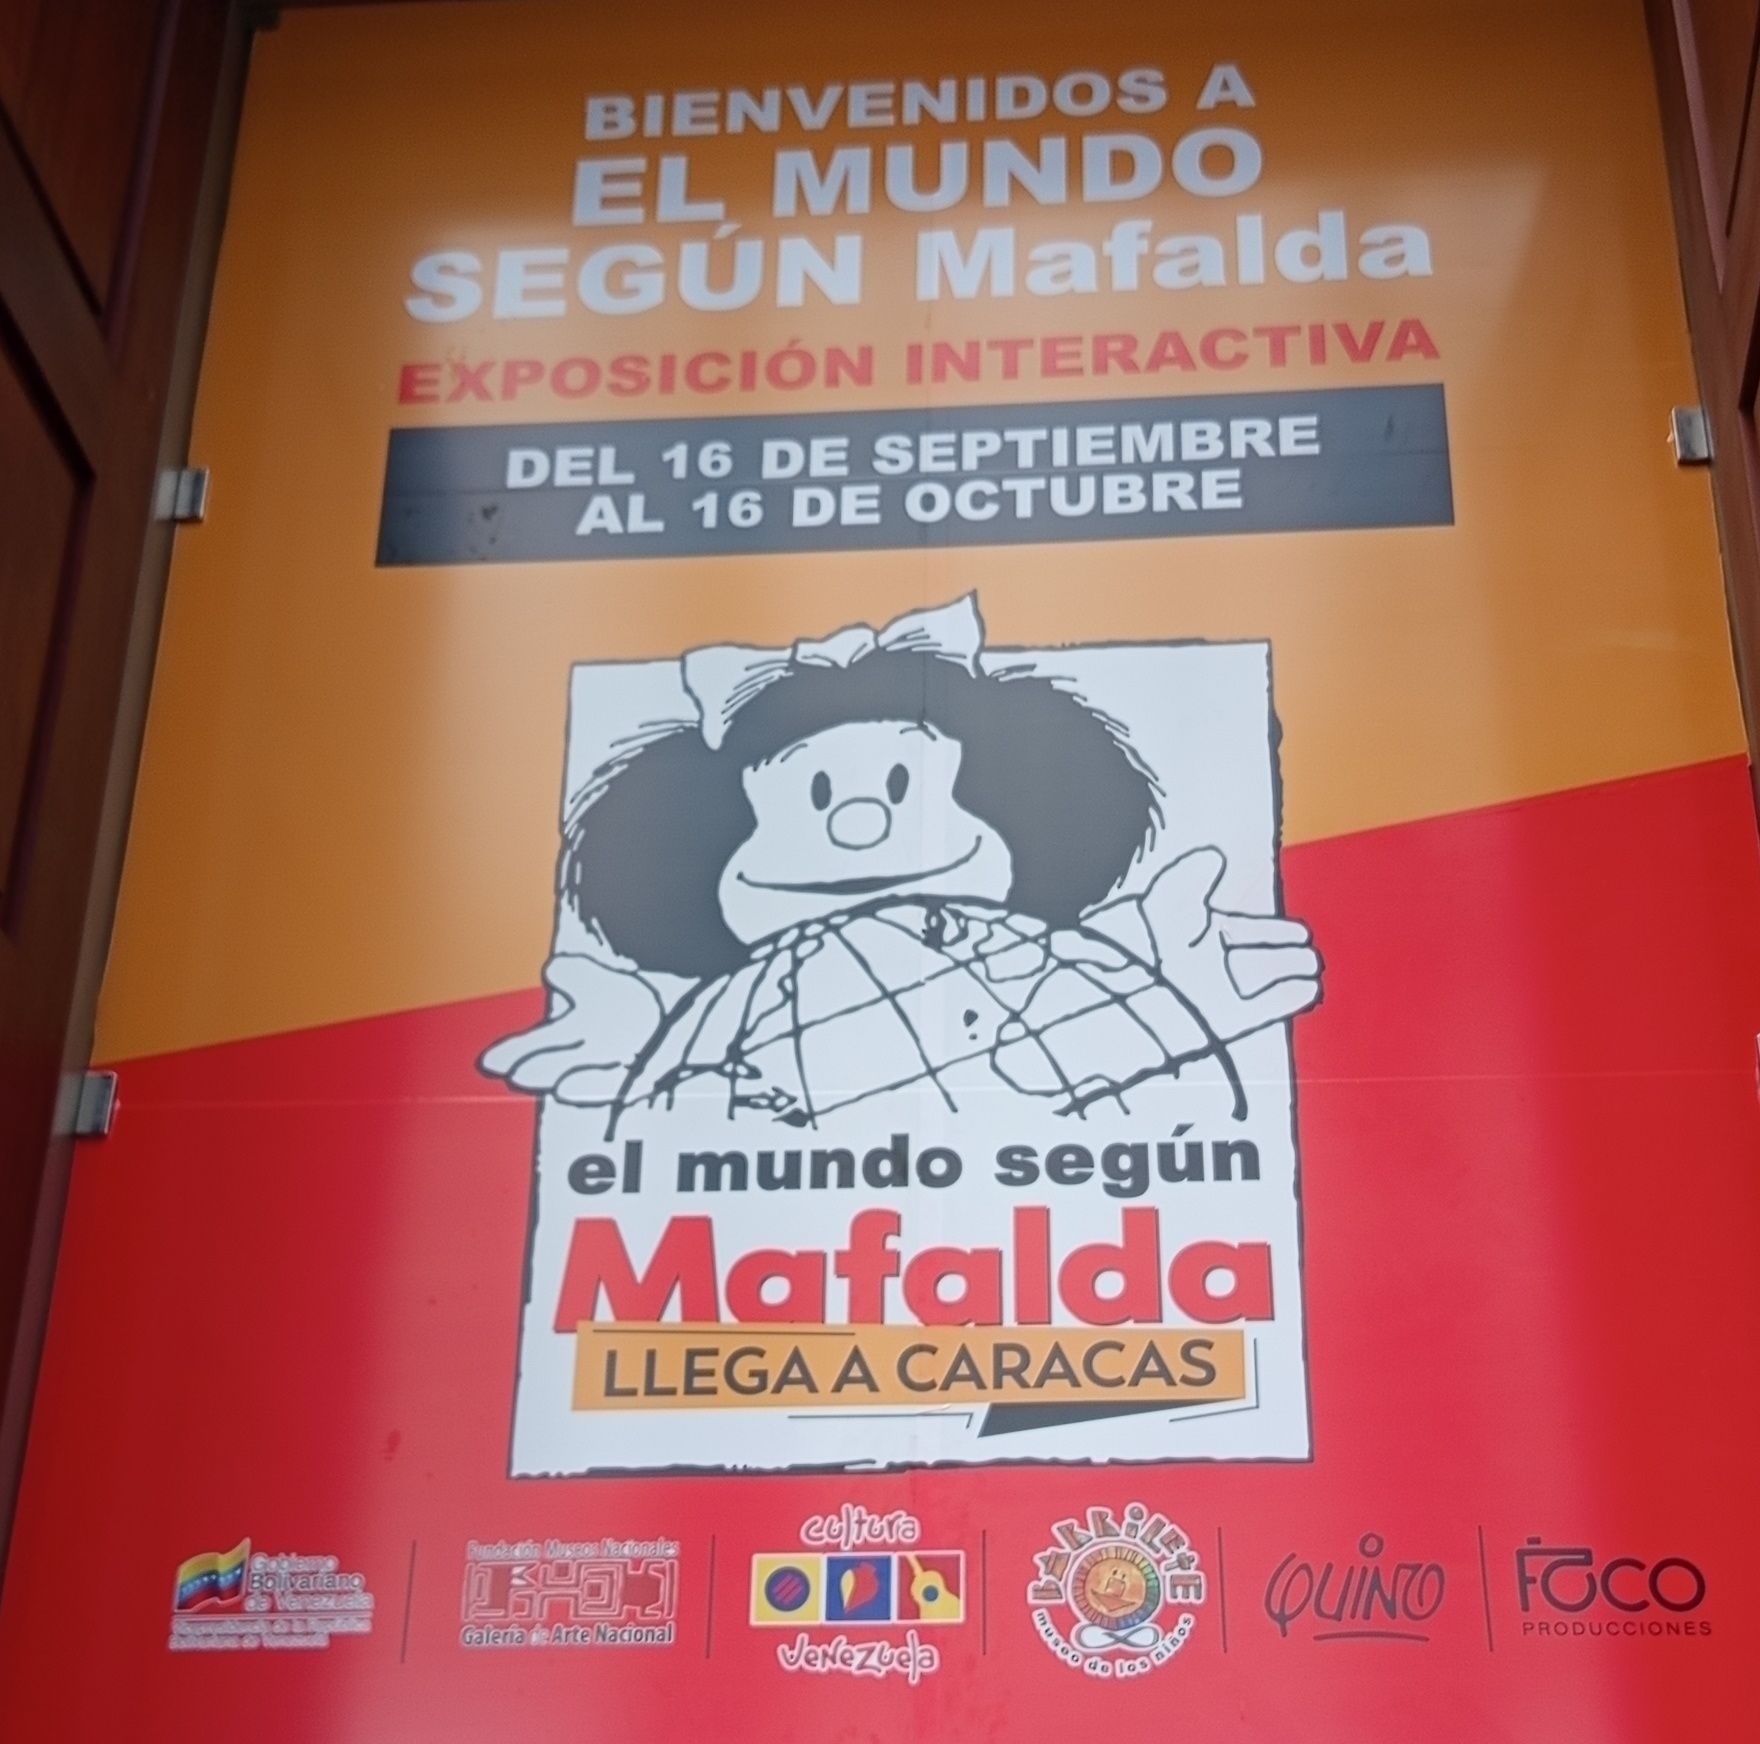 BIENVENIDOS A
EL MUNDO
SEGÚN Mafalda
EXPOSICIÓN INTERACTIVA
DEL 16 DE SEPTIEMBRE
AL 16 DE OCTUBRE
el mundo según
Mafalda
LLEGA A CARACAS
Gobierno
Bolivariano
de Venezuela
Fundación Museos Nacionales
Galería de Arte Nacional
cultura
venezuela
BARRiLETE
museo de los niños
QUINO
FOCO
PRODUCCIONES